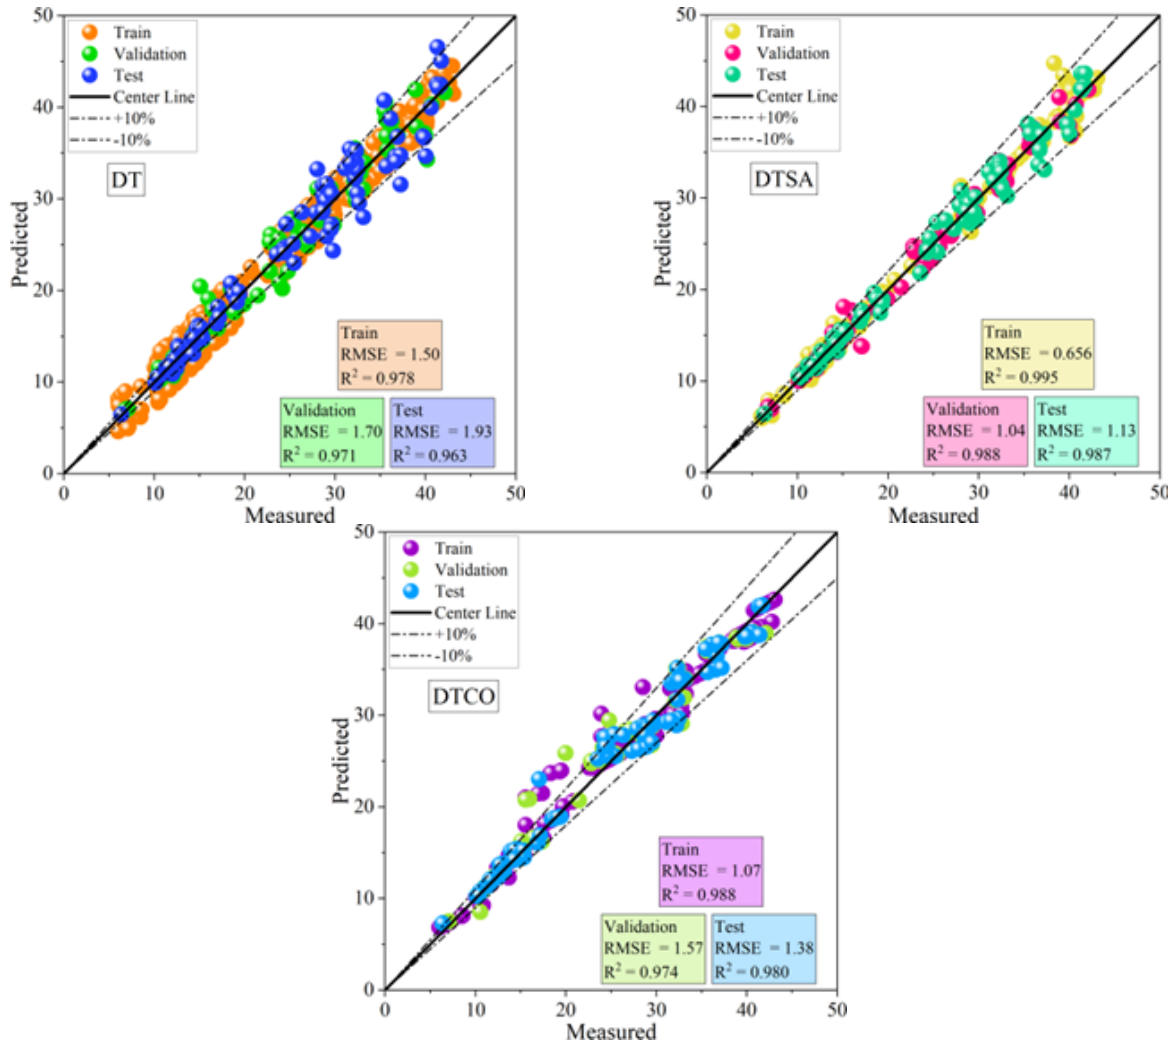 50
40
30
20
10
0
Predicted
Train
Validation
Test
Center Line
+10%
-10%
DT
Train
RMSE = 1.50
R² = 0.978
Validation
RMSE = 1.70
R² = 0.971
Test
RMSE = 1.93
R² = 0.963
0 10 20 30 40 50
Measured
50
40
30
20
10
0
Predicted
Train
Validation
Test
Center Line
+10%
-10%
DTSA
Train
RMSE = 0.656
R² = 0.995
Validation
RMSE = 1.04
R² = 0.988
Test
RMSE = 1.13
R² = 0.987
0 10 20 30 40 50
Measured
50
40
30
20
10
0
Predicted
Train
Validation
Test
Center Line
+10%
-10%
DTCO
Train
RMSE = 1.07
R² = 0.988
Validation
RMSE = 1.57
R² = 0.974
Test
RMSE = 1.38
R² = 0.980
0 10 20 30 40 50
Measured